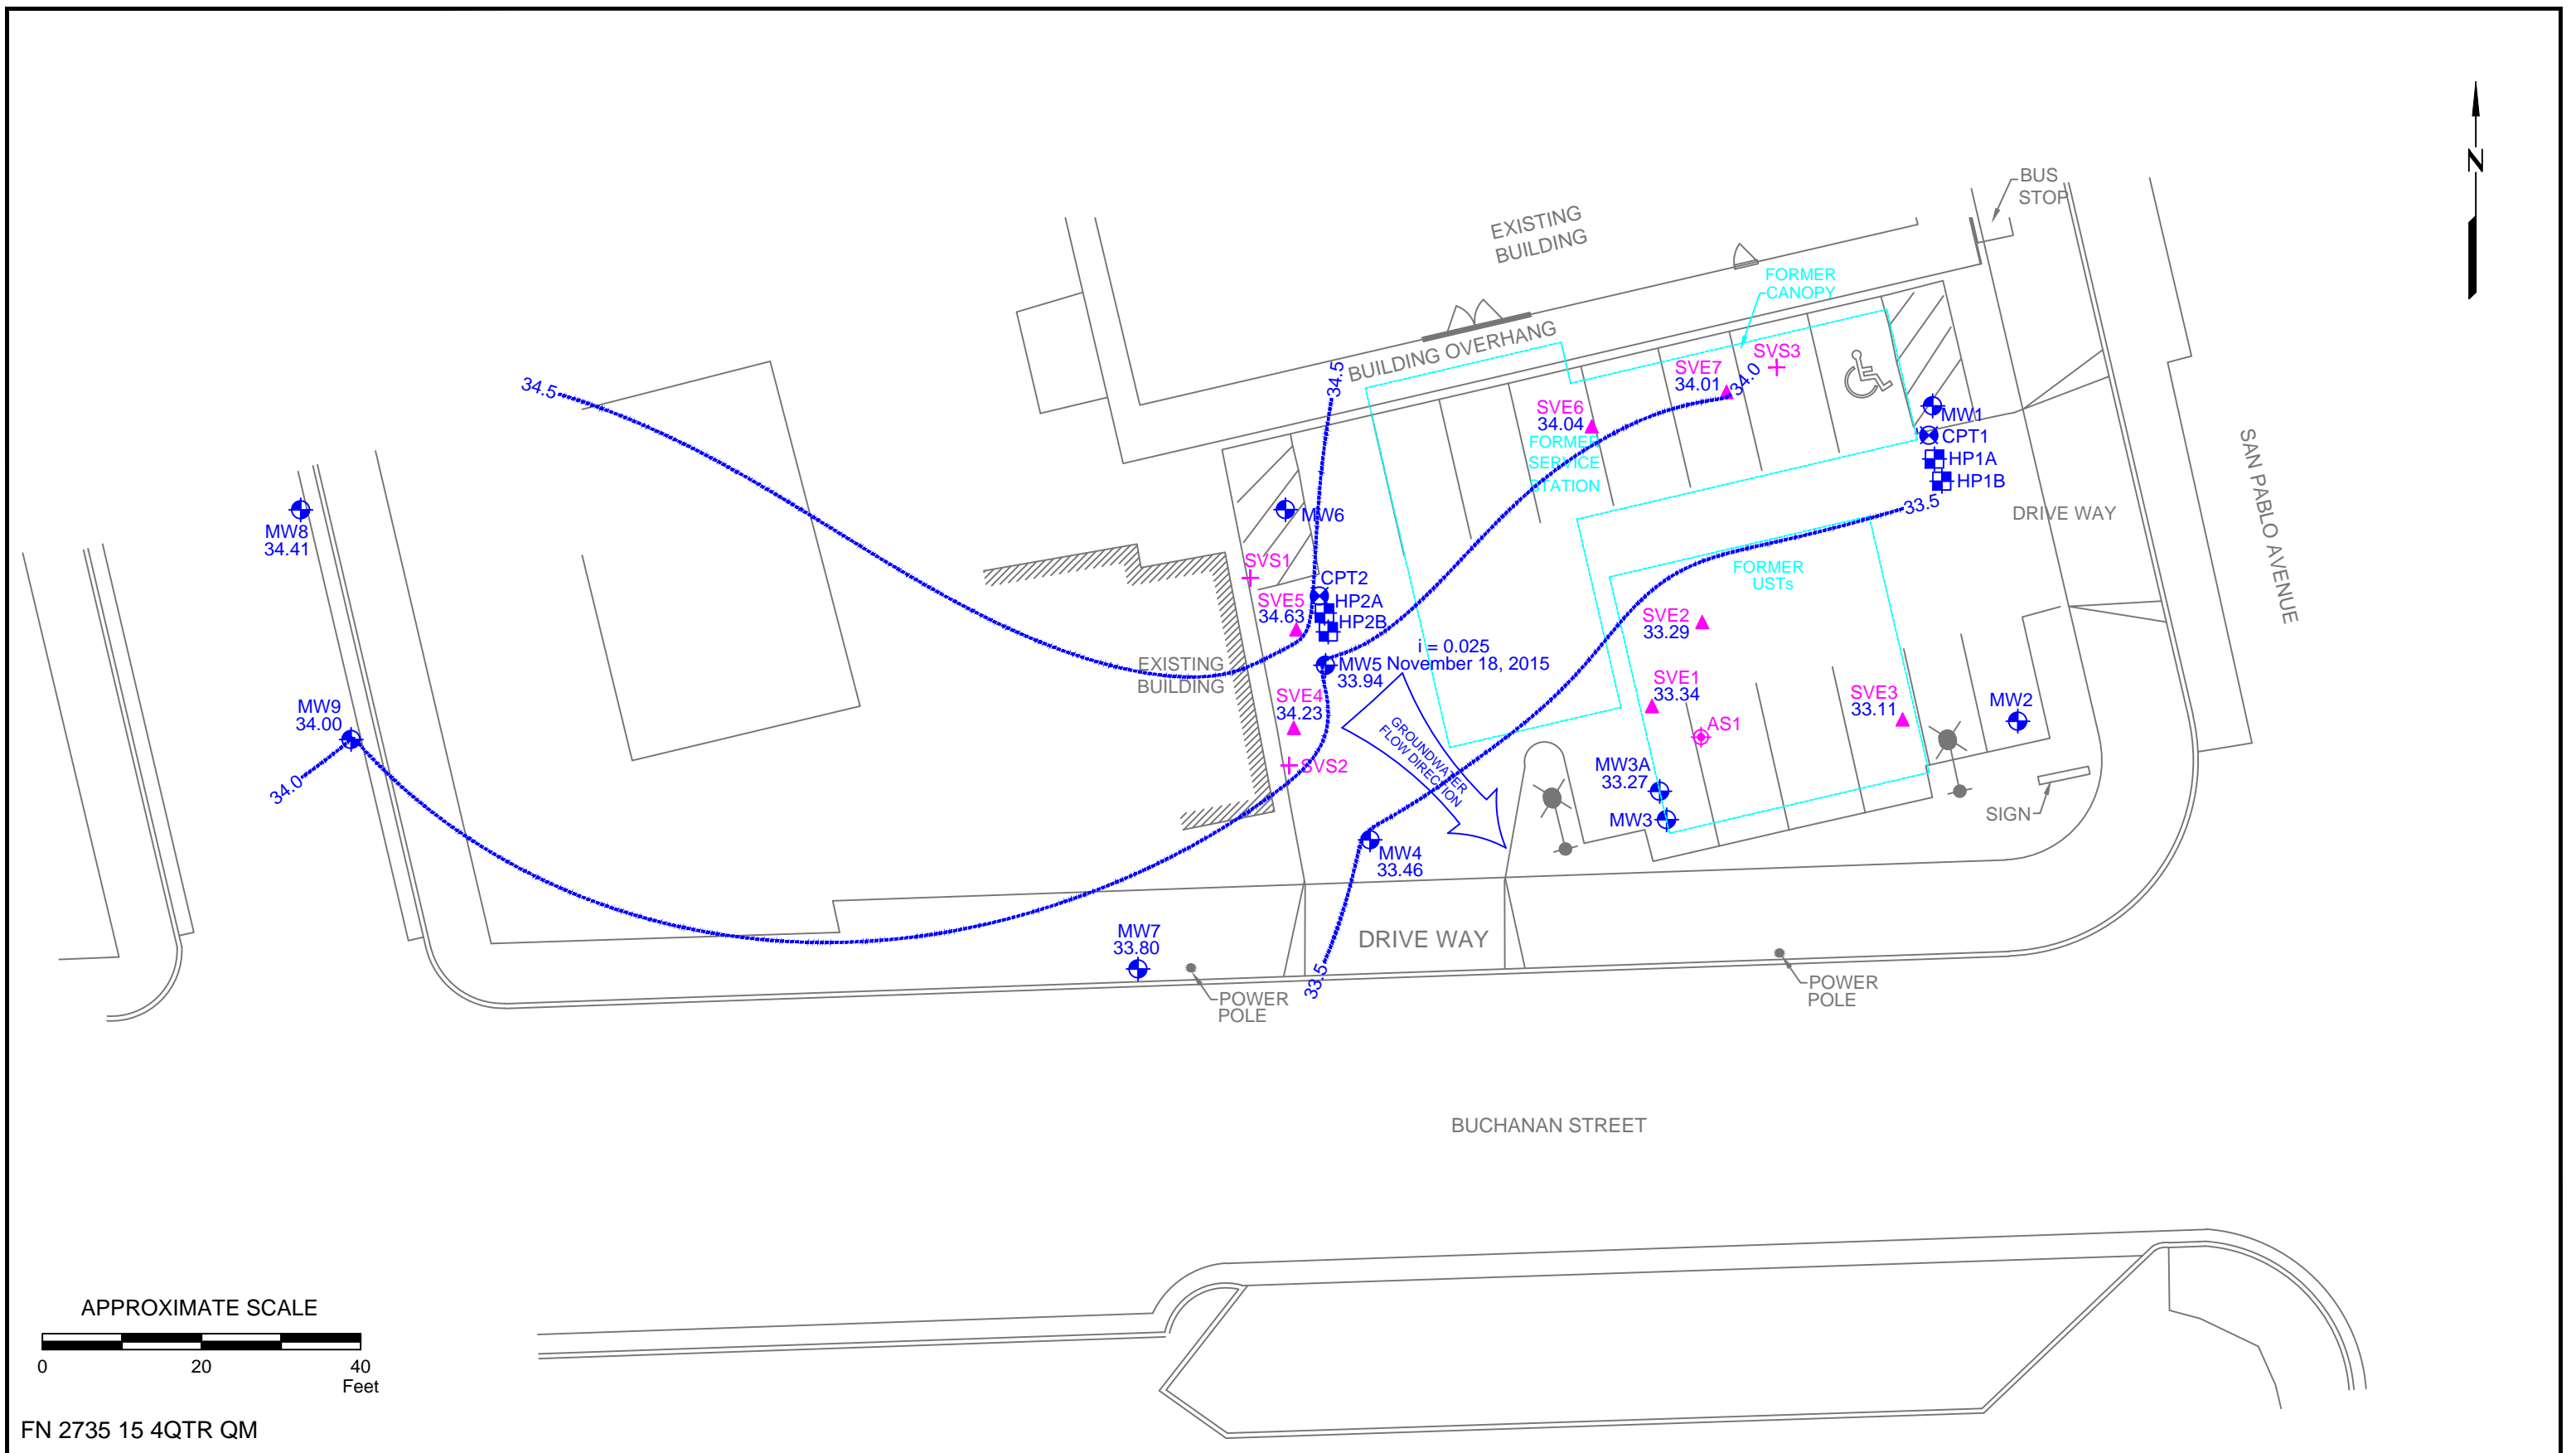 BUS
STOP
N
EXISTING
BUILDING
FORMER
CANOPY
BUILDING OVERHANG
SVS3
SVE7
34.01
34.0
34.5
34.5
SVE6
34.04
FORMER
SERVICE
STATION
MW1
CPT1
HP1A
HP1B
33.5
DRIVE WAY
SAN PABLO AVENUE
MW8
34.41
MW6
SVS1
CPT2
SVE5
34.63
HP2A
HP2B
FORMER
USTs
SVE2
33.29
i = 0.025
November 18, 2015
MW5
33.94
EXISTING
BUILDING
SVE4
34.23
SVE1
33.34
SVE3
33.11
MW2
MW9
34.00
34.0
AS1
GROUNDWATER
FLOW DIRECTION
SVS2
MW3A
33.27
MW3
SIGN
MW4
33.46
MW7
33.80
DRIVE WAY
33.5
POWER
POLE
POWER
POLE
BUCHANAN STREET
APPROXIMATE SCALE
0 20 40
Feet
FN 2735 15 4QTR QM